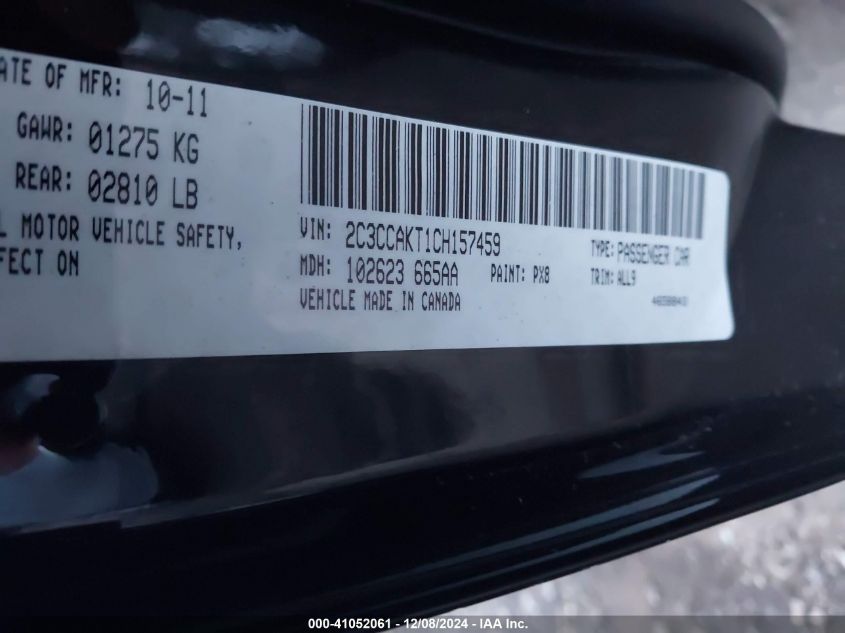 ATE OF MFR: 10-11
GAWR: 01275 KG
REAR: 02810 LB
L MOTOR VEHICLE SAFETY,
FECT ON
VIN: 2C3CCAKT1CH157459
TYPE: PASSENGER CAR
MDH: 102623 665AA PAINT: PX8
TRIM: ALL9
VEHICLE MADE IN CANADA
000-41052061 - 12/08/2024 - IAA Inc.